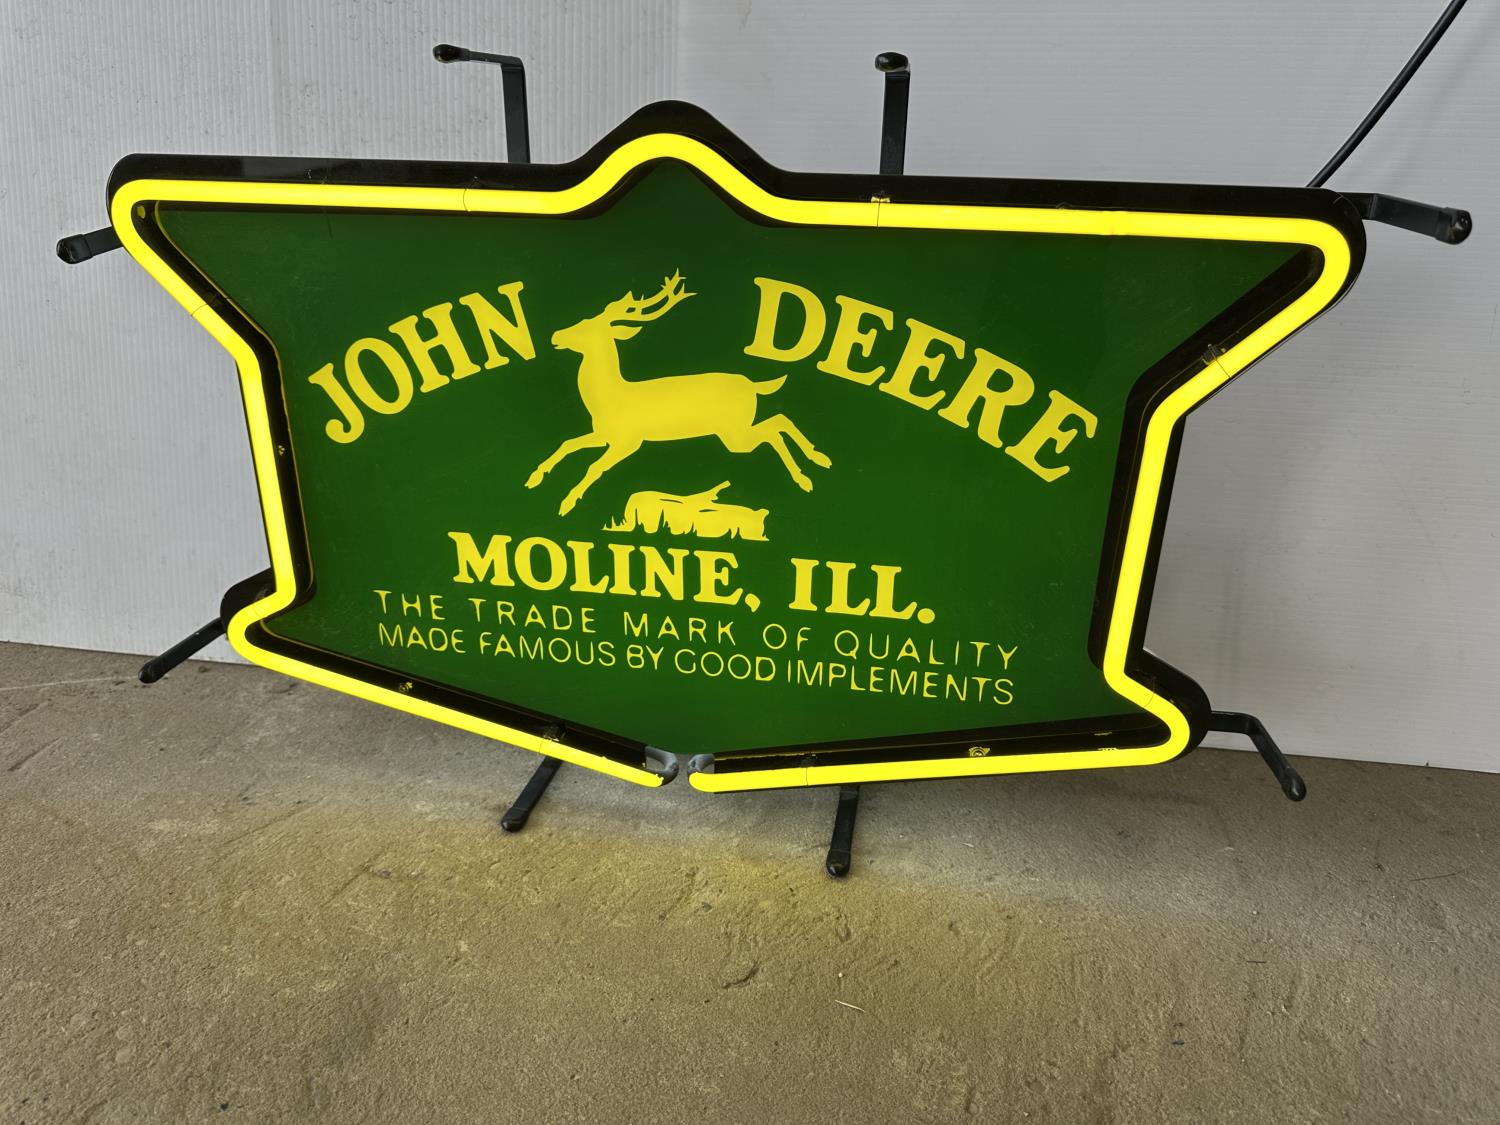 JOHN DEERE
MOLINE, ILL.
THE TRADE MARK OF QUALITY
MADE FAMOUS BY GOOD IMPLEMENTS